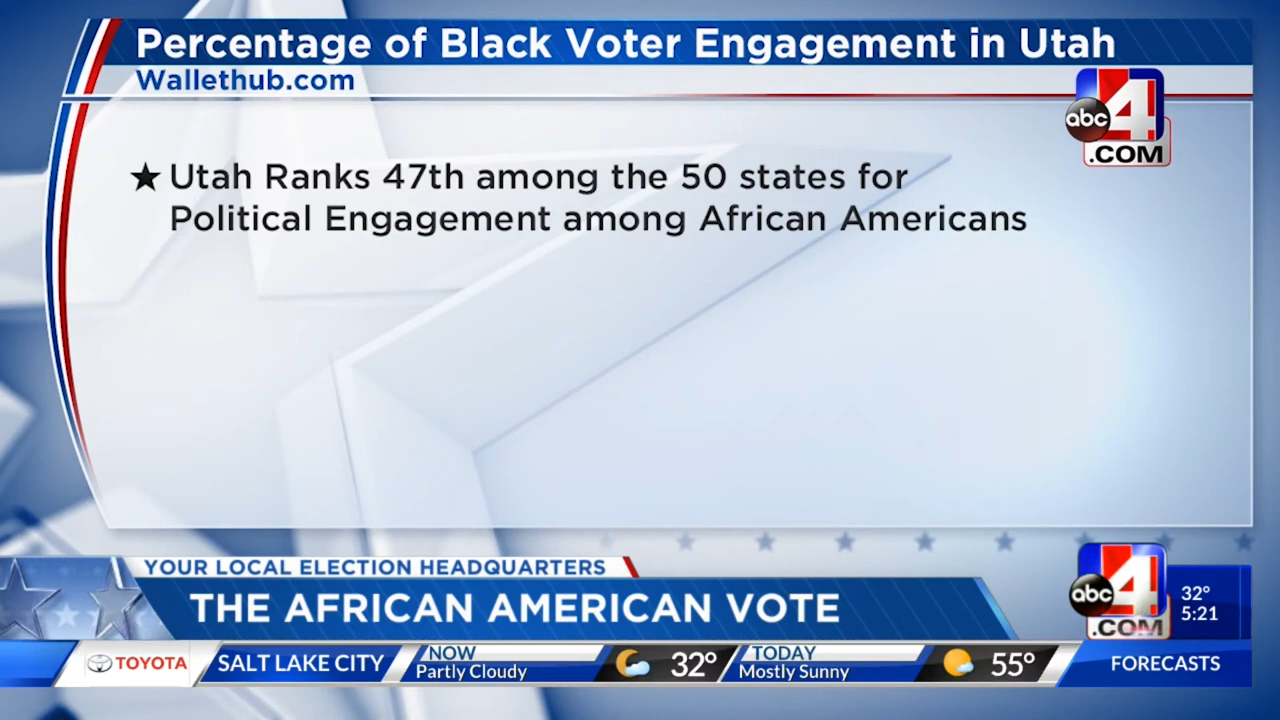 Percentage of Black Voter Engagement in Utah
Wallethub.com
abc 4
.COM
★ Utah Ranks 47th among the 50 states for
Political Engagement among African Americans
YOUR LOCAL ELECTION HEADQUARTERS
THE AFRICAN AMERICAN VOTE
abc 4
.COM
32°
5:21
TOYOTA
SALT LAKE CITY
NOW
Partly Cloudy
32°
TODAY
Mostly Sunny
55°
FORECASTS